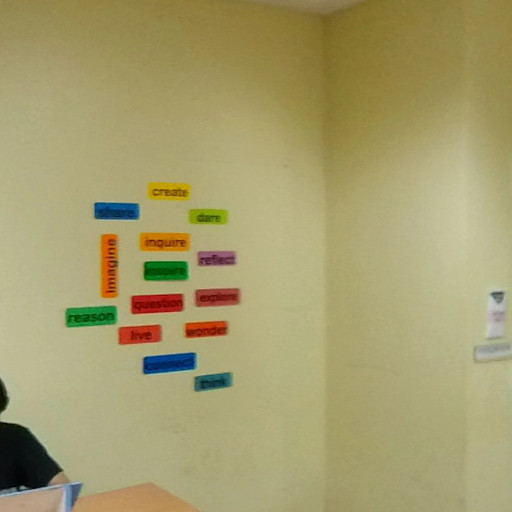 create
share
dare
imagine
inquire
reflect
inspire
explore
question
reason
live
wonder
connect
think